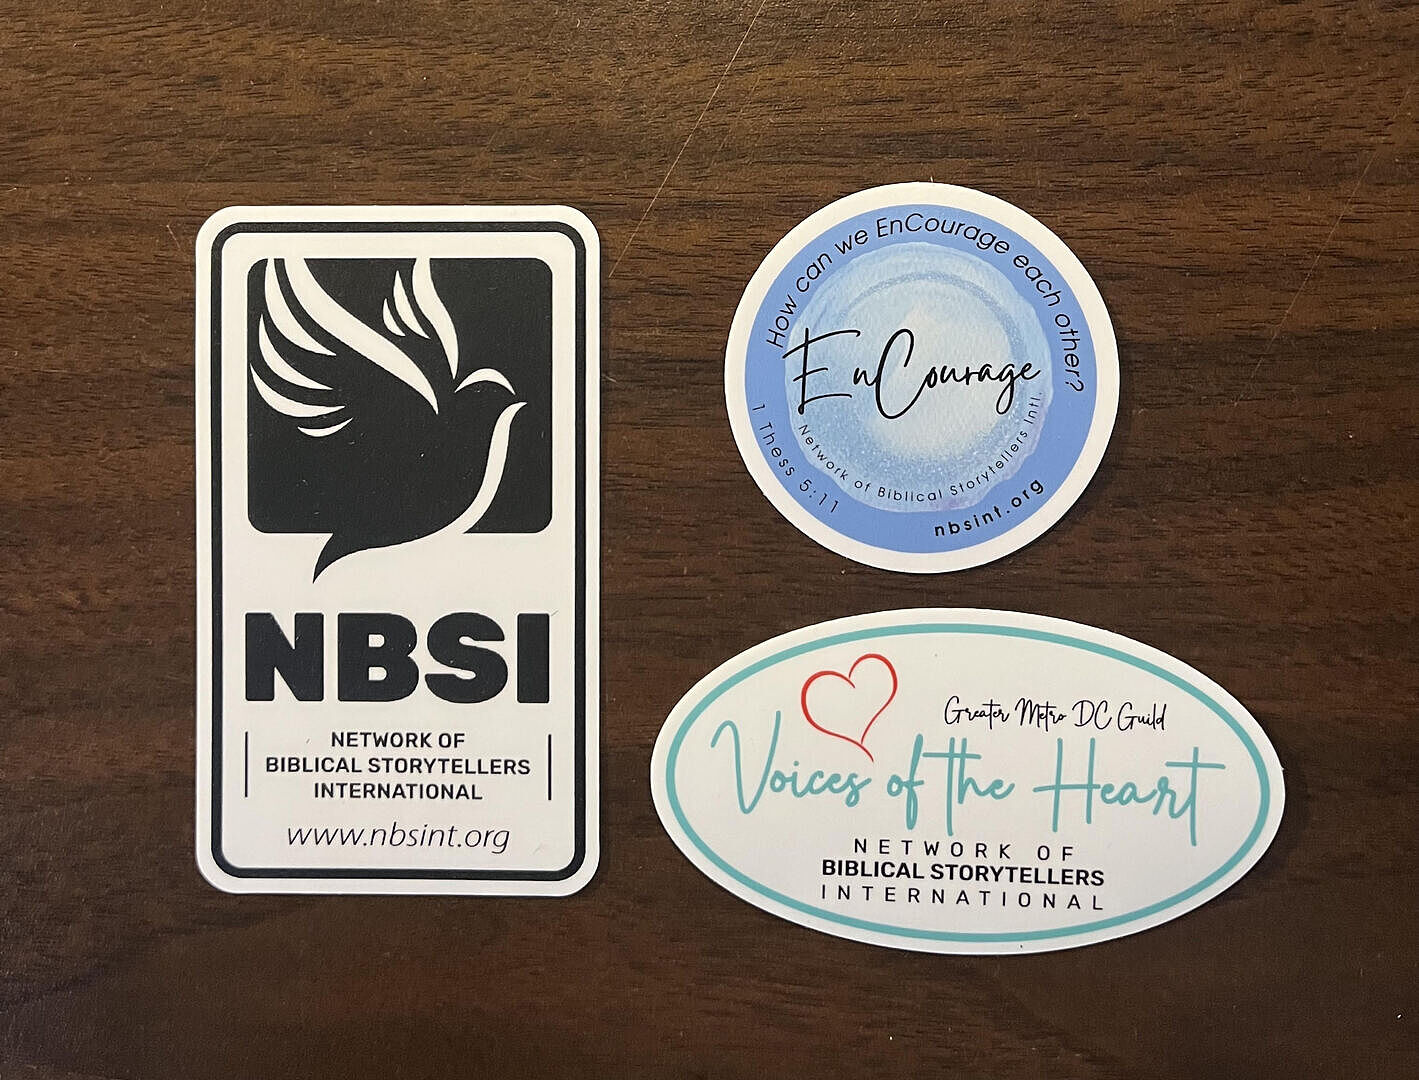 NBSI
NETWORK OF
BIBLICAL STORYTELLERS
INTERNATIONAL
www.nbsint.org
How can we EnCourage each other?
EnCourage
Network of Biblical Storytellers Intl.
1 Thess 5:11
nbsint.org
Greater Metro DC Guild
Voices of the Heart
NETWORK OF
BIBLICAL STORYTELLERS
INTERNATIONAL